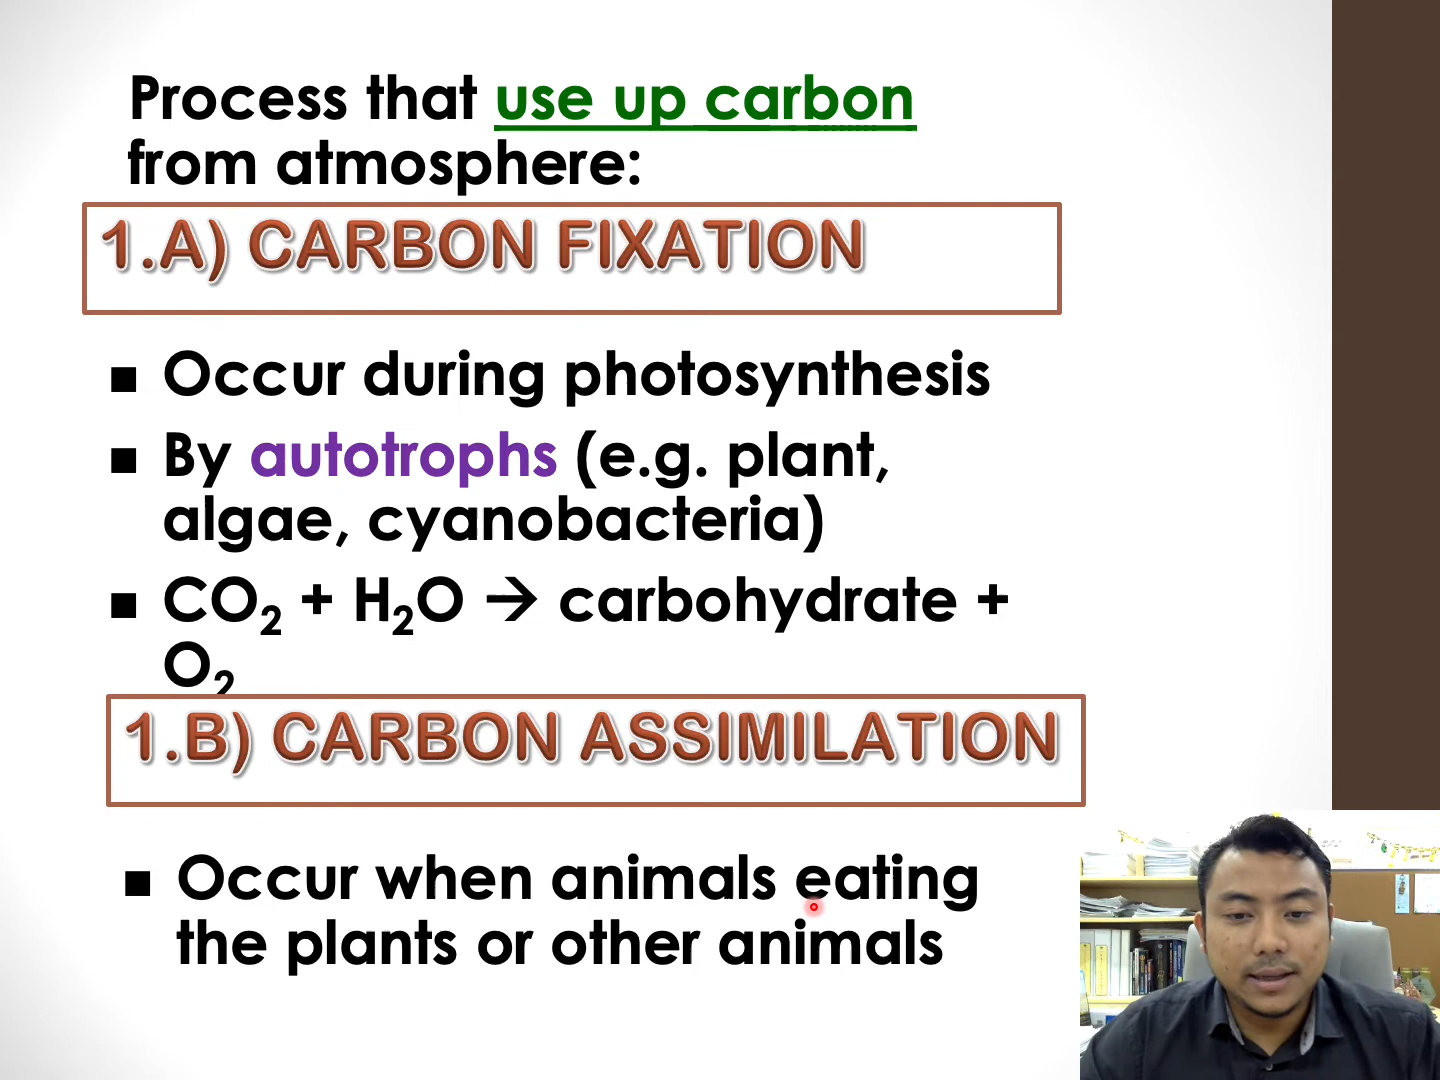 Process that use up carbon
from atmosphere:
1.A) CARBON FIXATION
■ Occur during photosynthesis
■ By autotrophs (e.g. plant,
algae, cyanobacteria)
■ CO₂ + H₂O → carbohydrate +
O₂
1.B) CARBON ASSIMILATION
■ Occur when animals eating
the plants or other animals